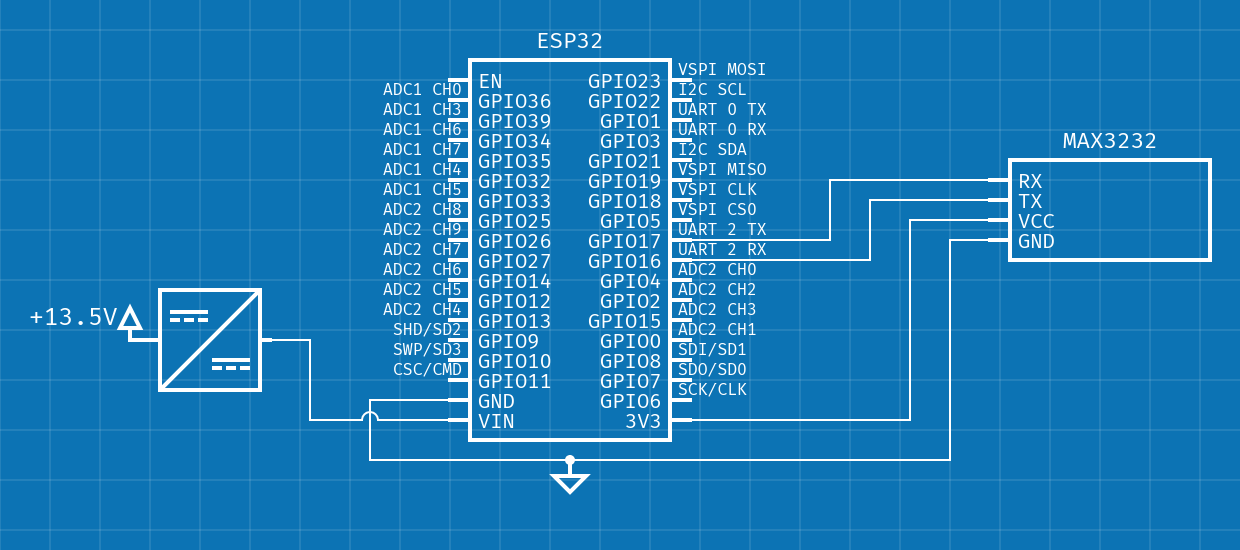 ESP32
VSPI MOSI
EN GPIO23
ADC1 CH0 I2C SCL
GPIO36 GPIO22
ADC1 CH3 UART 0 TX
GPIO39 GPIO1
ADC1 CH6 UART 0 RX
GPIO34 GPIO3
MAX3232
ADC1 CH7 I2C SDA
GPIO35 GPIO21
ADC1 CH4 VSPI MISO
GPIO32 GPIO19
RX
ADC1 CH5 VSPI CLK
GPIO33 GPIO18
TX
ADC2 CH8 VSPI CS0
GPIO25 GPIO5
VCC
ADC2 CH9 UART 2 TX
GPIO26 GPIO17
GND
ADC2 CH7 UART 2 RX
GPIO27 GPIO16
ADC2 CH6 ADC2 CH0
GPIO14 GPIO4
ADC2 CH5 ADC2 CH2
GPIO12 GPIO2
ADC2 CH4 ADC2 CH3
+13.5V
GPIO13 GPIO15
SHD/SD2 ADC2 CH1
GPIO9 GPIO0
SWP/SD3 SDI/SD1
GPIO10 GPIO8
CSC/CMD SDO/SD0
GPIO11 GPIO7
SCK/CLK
GND GPIO6
VIN 3V3